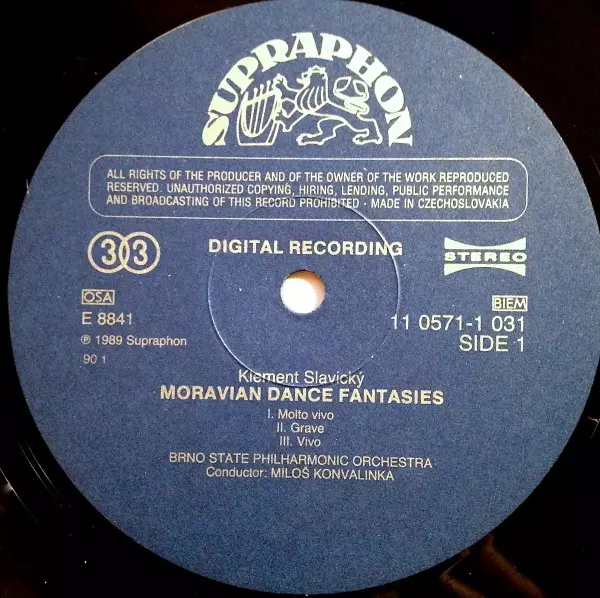 SUPRAPHON
ALL RIGHTS OF THE PRODUCER AND OF THE OWNER OF THE WORK REPRODUCED
RESERVED. UNAUTHORIZED COPYING, HIRING, LENDING, PUBLIC PERFORMANCE
AND BROADCASTING OF THIS RECORD PROHIBITED · MADE IN CZECHOSLOVAKIA
33
DIGITAL RECORDING
STEREO
OSA
BIEM
E 8841
11 0571-1 031
℗ 1989 Supraphon
SIDE 1
90 1
Klement Slavický
MORAVIAN DANCE FANTASIES
I. Molto vivo
II. Grave
III. Vivo
BRNO STATE PHILHARMONIC ORCHESTRA
Conductor: MILOŠ KONVALINKA